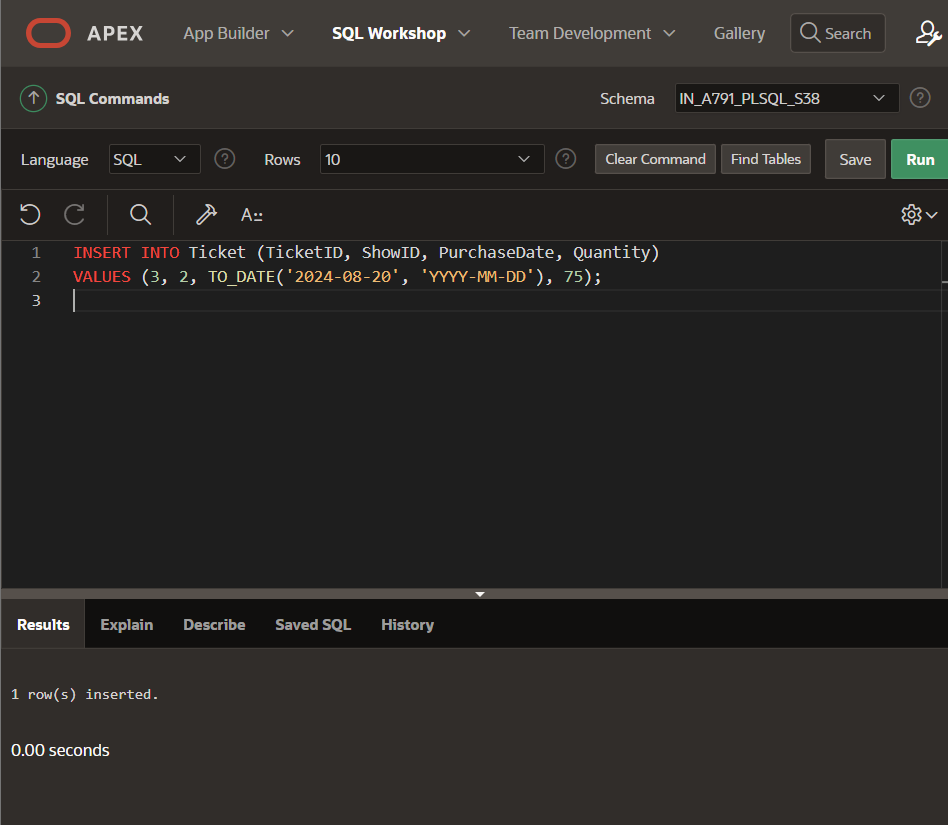 APEX App Builder SQL Workshop Team Development Gallery Search
SQL Commands Schema IN_A791_PLSQL_S38 ?
Language SQL ? Rows 10 ? Clear Command Find Tables Save Run
A::
1 INSERT INTO Ticket (TicketID, ShowID, PurchaseDate, Quantity)
2 VALUES (3, 2, TO_DATE('2024-08-20', 'YYYY-MM-DD'), 75);
3
Results Explain Describe Saved SQL History
1 row(s) inserted.
0.00 seconds